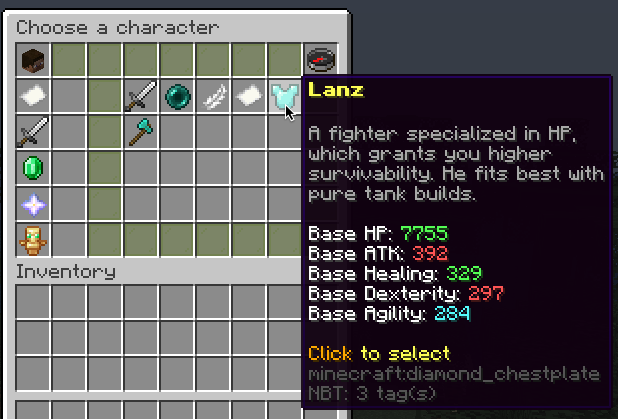 Choose a character
Lanz
A fighter specialized in HP,
which grants you higher
survivability. He fits best with
pure tank builds.
Base HP: 7755
Base ATK: 392
Base Healing: 329
Base Dexterity: 297
Base Agility: 284
Click to select
minecraft:diamond_chestplate
NBT: 3 tag(s)
Inventory